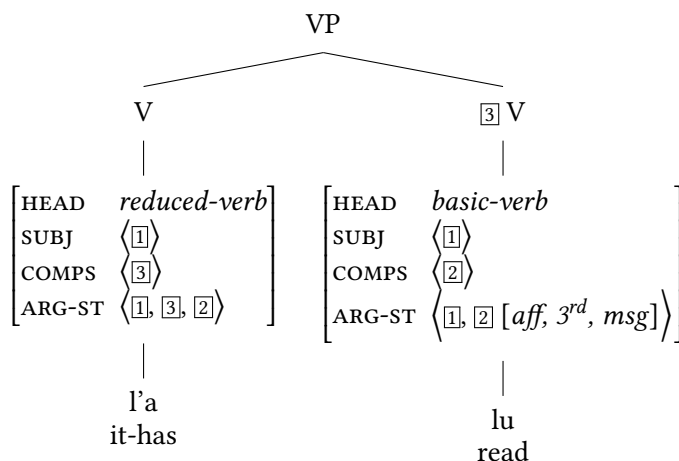 VP
V
3 V
HEAD reduced-verb
SUBJ ⟨1⟩
COMPS ⟨3⟩
ARG-ST ⟨1, 3, 2⟩
HEAD basic-verb
SUBJ ⟨1⟩
COMPS ⟨2⟩
ARG-ST ⟨1, 2 [aff, 3rd, msg]⟩
l’a
it-has
lu
read